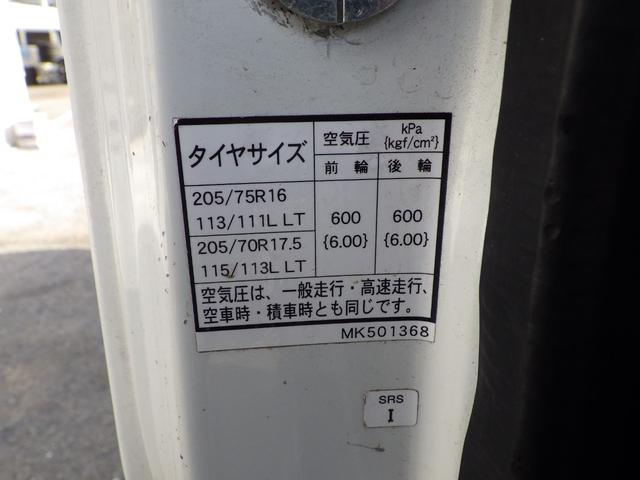 タイヤサイズ
空気圧 kPa {kgf/cm²}
前輪 後輪
205/75R16
113/111L LT
205/70R17.5
115/113L LT
600 {6.00}
600 {6.00}
空気圧は、一般走行・高速走行、
空車時・積車時とも同じです。
MK501368
SRS
I